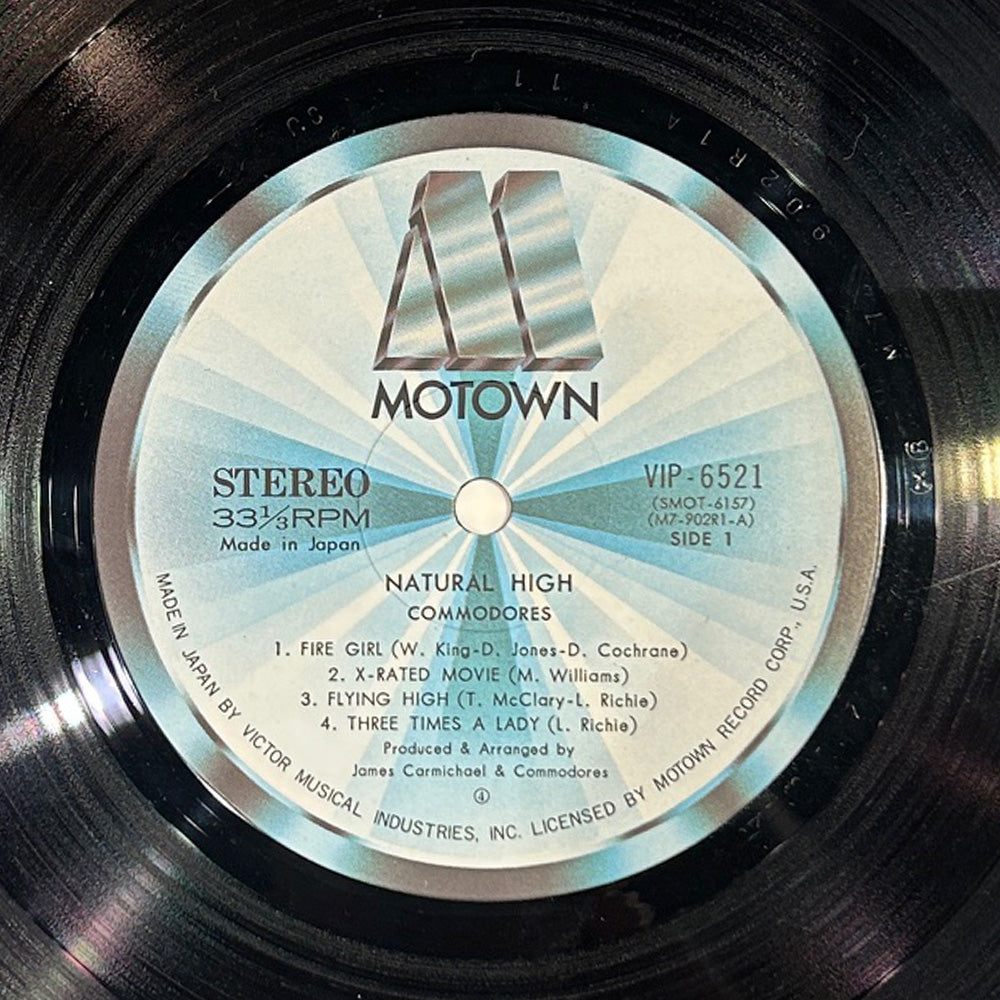 MOTOWN
STEREO
33⅓RPM
Made in Japan
VIP-6521
(SMOT-6157)
(M7-902R1-A)
SIDE 1
NATURAL HIGH
COMMODORES
1. FIRE GIRL (W. King-D. Jones-D. Cochrane)
2. X-RATED MOVIE (M. Williams)
3. FLYING HIGH (T. McClary-L. Richie)
4. THREE TIMES A LADY (L. Richie)
Produced & Arranged by
James Carmichael & Commodores
④
MADE IN JAPAN BY VICTOR MUSICAL INDUSTRIES, INC. LICENSED BY MOTOWN RECORD CORP., U.S.A.